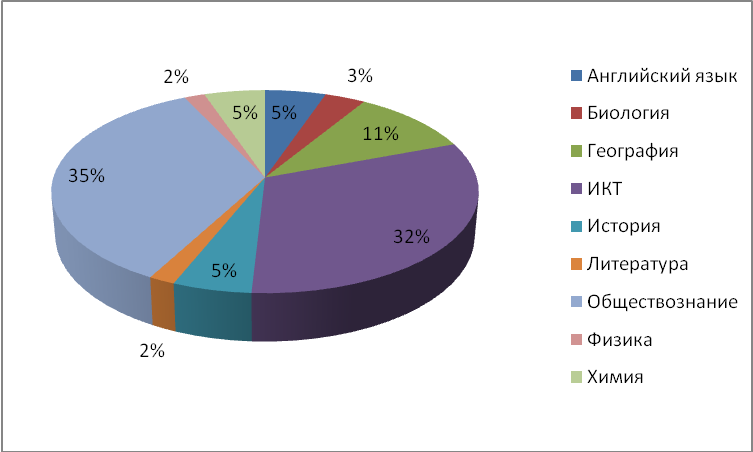 2%
3%
5%
5%
11%
35%
32%
5%
2%
Английский язык
Биология
География
ИКТ
История
Литература
Обществознание
Физика
Химия